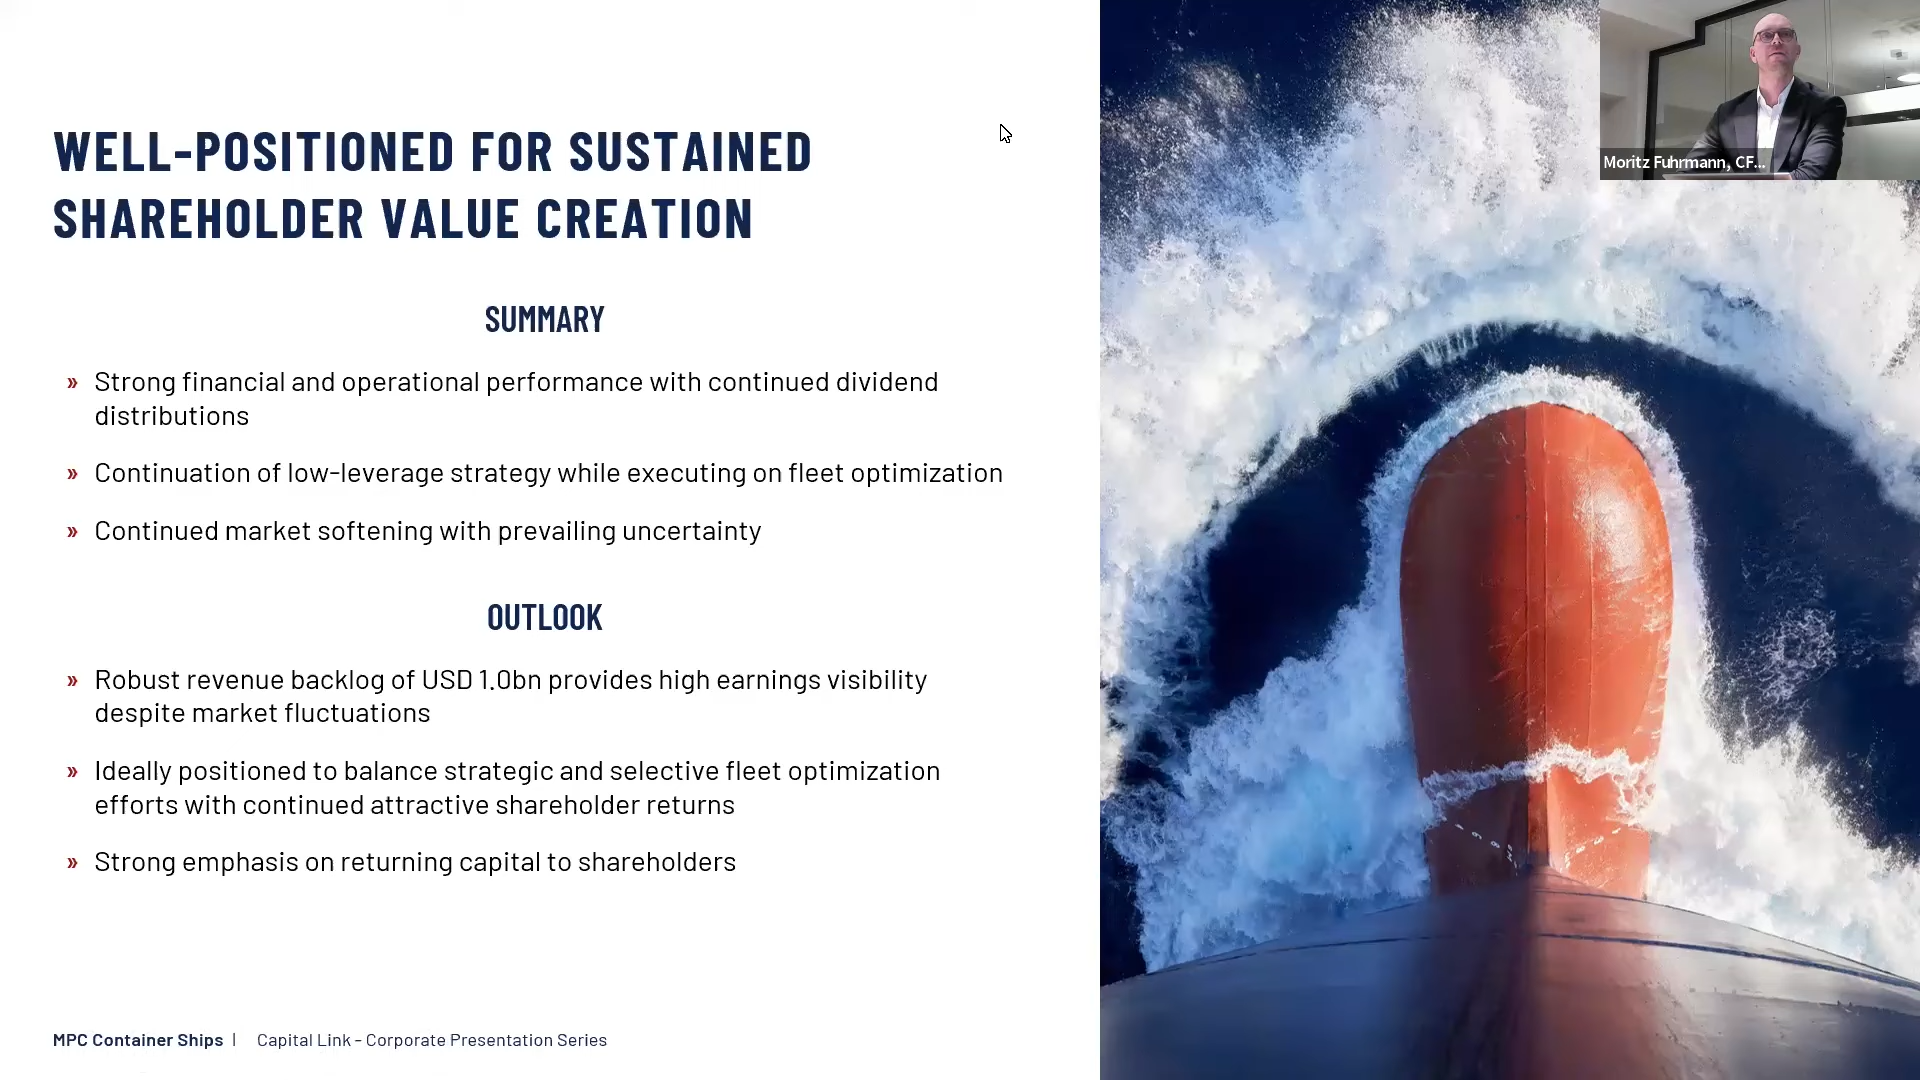 Moritz Fuhrmann, CF...
WELL-POSITIONED FOR SUSTAINED
SHAREHOLDER VALUE CREATION
SUMMARY
» Strong financial and operational performance with continued dividend
distributions
» Continuation of low-leverage strategy while executing on fleet optimization
» Continued market softening with prevailing uncertainty
OUTLOOK
» Robust revenue backlog of USD 1.0bn provides high earnings visibility
despite market fluctuations
» Ideally positioned to balance strategic and selective fleet optimization
efforts with continued attractive shareholder returns
» Strong emphasis on returning capital to shareholders
MPC Container Ships | Capital Link - Corporate Presentation Series